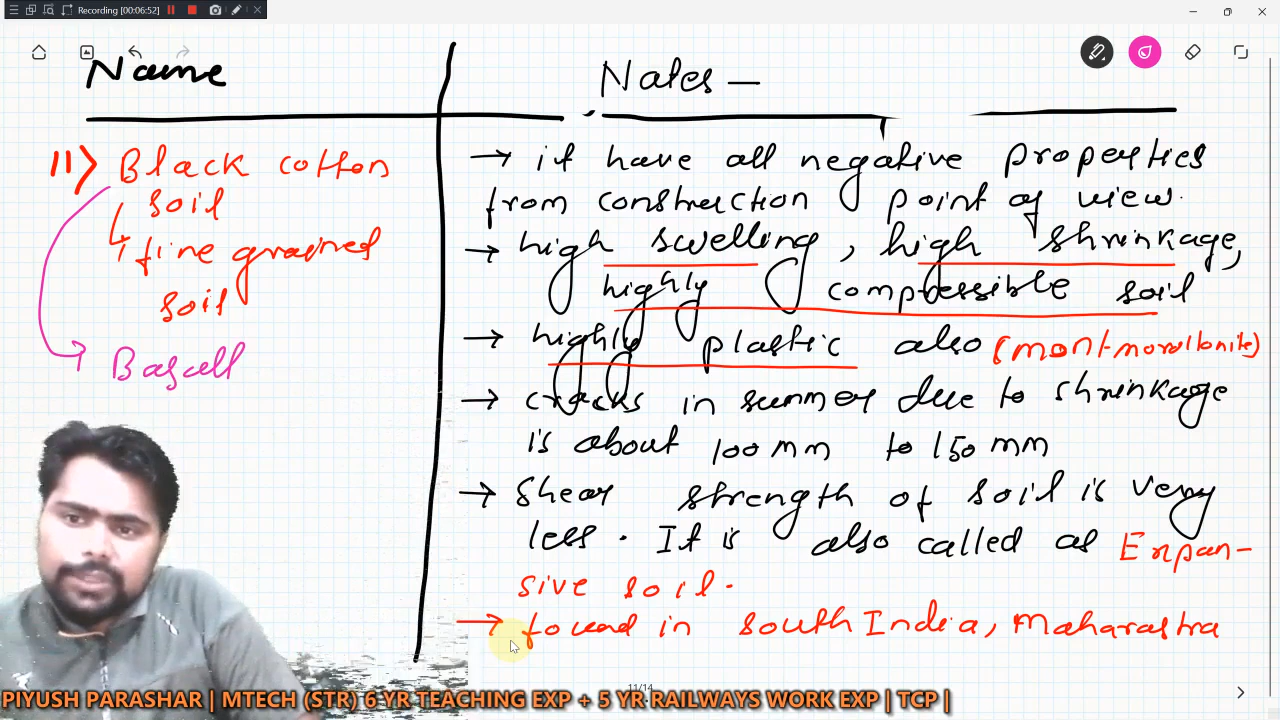 Recording [00:06:52]
Name
Notes —
11) Black cotton
soil
fine grained
soil
→ it have all negative properties
from construction point of view.
→ high swelling, high shrinkage,
highly compressible soil
→ highly plastic also (montmorollonite)
→ cracks in summer due to shrinkage
is about 100 mm to 150 mm
→ Shear strength of soil is very
less. It is also called as Expan-
sive soil.
→ found in South India, Maharastra
11/14
PIYUSH PARASHAR | MTECH (STR) 6 YR TEACHING EXP + 5 YR RAILWAYS WORK EXP | TCP |